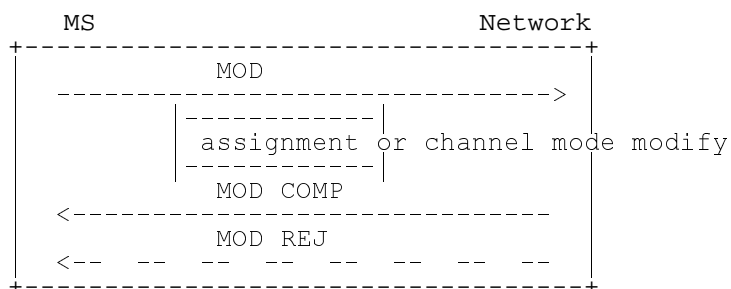 MS Network
MOD
assignment or channel mode modify
MOD COMP
MOD REJ